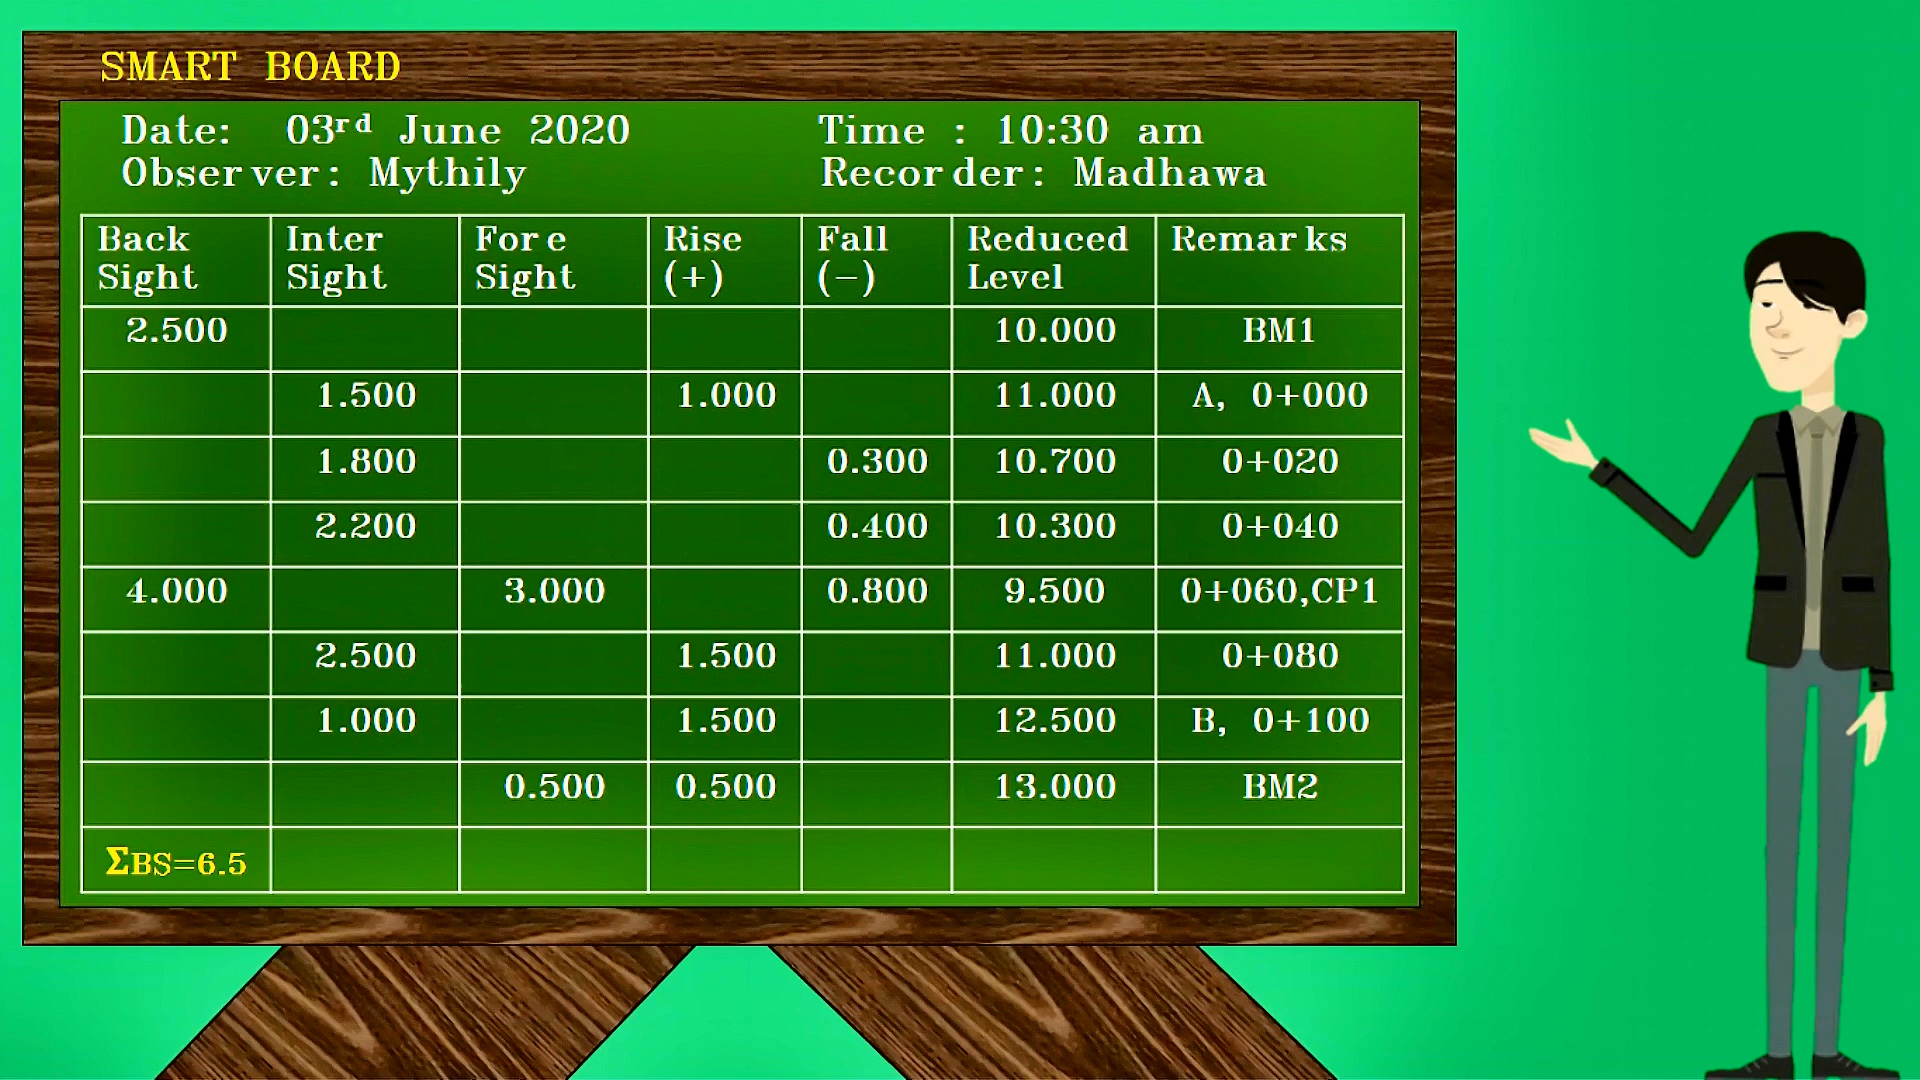 SMART BOARD
Date: 03rd June 2020 Time : 10:30 am
Observer: Mythily Recorder: Madhawa
Back Sight Inter Sight Fore Sight Rise (+) Fall (-) Reduced Level Remarks
2.500 10.000 BM1
1.500 1.000 11.000 A, 0+000
1.800 0.300 10.700 0+020
2.200 0.400 10.300 0+040
4.000 3.000 0.800 9.500 0+060,CP1
2.500 1.500 11.000 0+080
1.000 1.500 12.500 B, 0+100
0.500 0.500 13.000 BM2
ΣBS=6.5